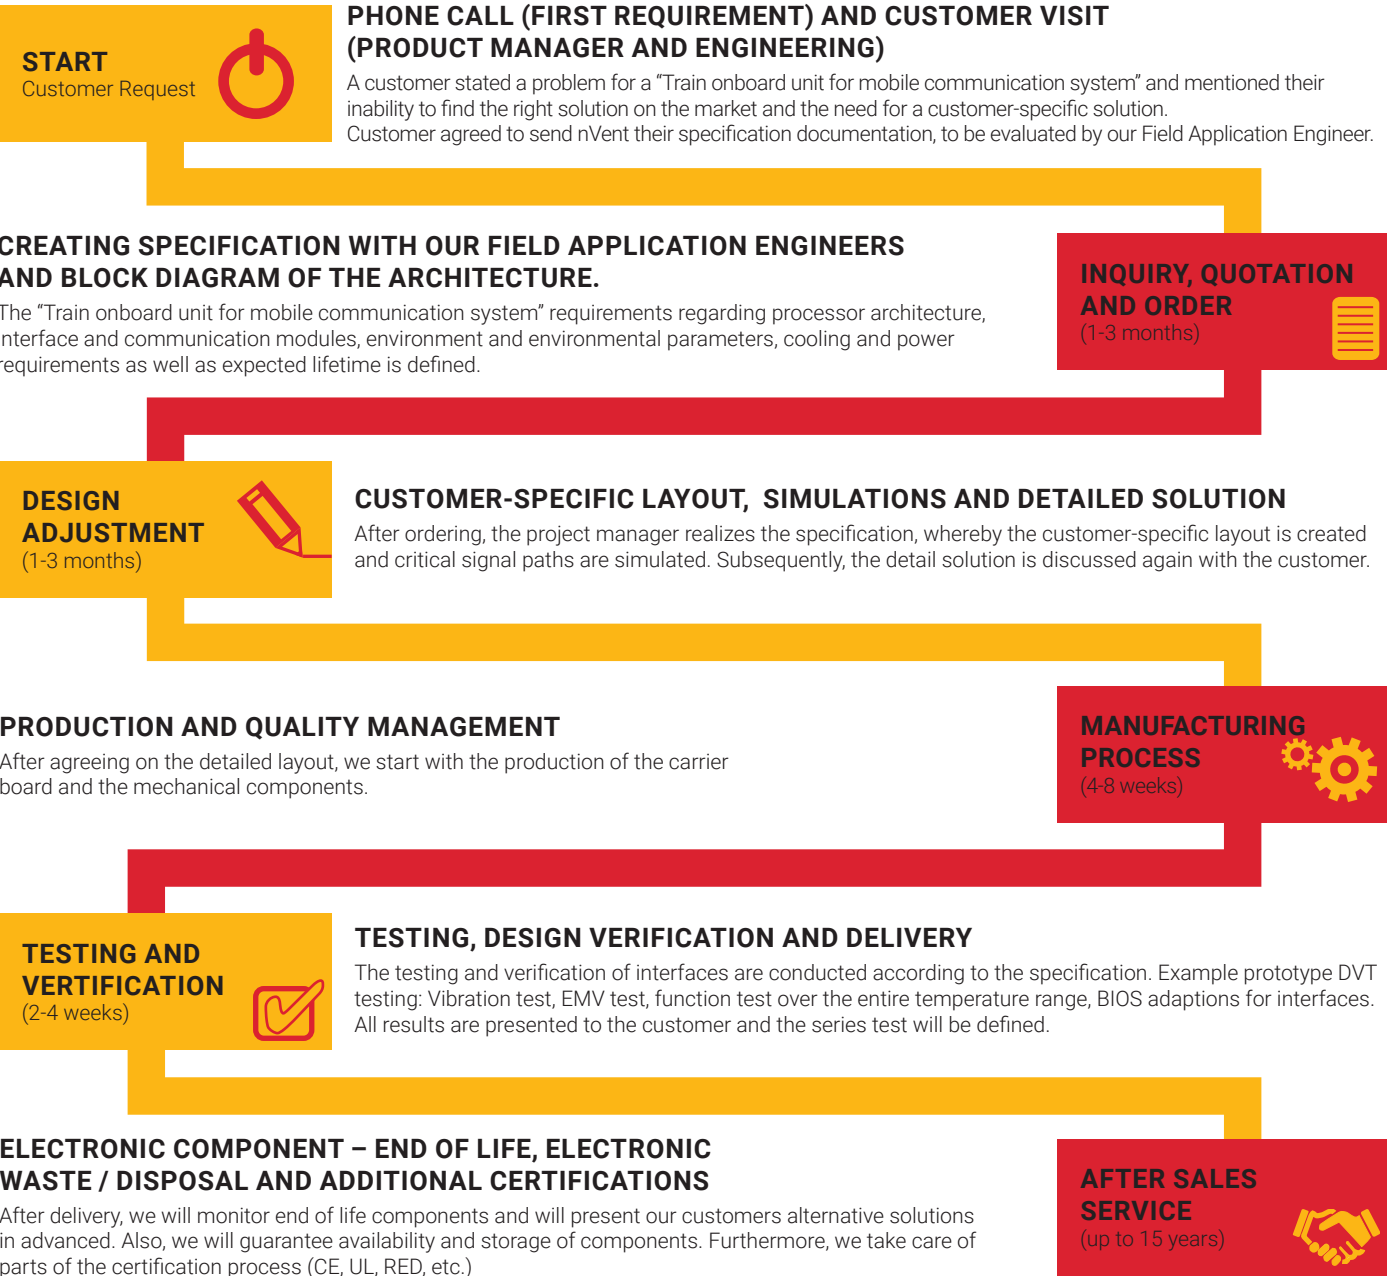 START
Customer Request
PHONE CALL (FIRST REQUIREMENT) AND CUSTOMER VISIT
(PRODUCT MANAGER AND ENGINEERING)
A customer stated a problem for a “Train onboard unit for mobile communication system” and mentioned their
inability to find the right solution on the market and the need for a customer-specific solution.
Customer agreed to send nVent their specification documentation, to be evaluated by our Field Application Engineer.
CREATING SPECIFICATION WITH OUR FIELD APPLICATION ENGINEERS
AND BLOCK DIAGRAM OF THE ARCHITECTURE.
The “Train onboard unit for mobile communication system” requirements regarding processor architecture,
interface and communication modules, environment and environmental parameters, cooling and power
requirements as well as expected lifetime is defined.
INQUIRY, QUOTATION
AND ORDER
(1-3 months)
DESIGN
ADJUSTMENT
(1-3 months)
CUSTOMER-SPECIFIC LAYOUT, SIMULATIONS AND DETAILED SOLUTION
After ordering, the project manager realizes the specification, whereby the customer-specific layout is created
and critical signal paths are simulated. Subsequently, the detail solution is discussed again with the customer.
PRODUCTION AND QUALITY MANAGEMENT
After agreeing on the detailed layout, we start with the production of the carrier
board and the mechanical components.
MANUFACTURING
PROCESS
(4-8 weeks)
TESTING AND
VERTIFICATION
(2-4 weeks)
TESTING, DESIGN VERIFICATION AND DELIVERY
The testing and verification of interfaces are conducted according to the specification. Example prototype DVT
testing: Vibration test, EMV test, function test over the entire temperature range, BIOS adaptions for interfaces.
All results are presented to the customer and the series test will be defined.
ELECTRONIC COMPONENT – END OF LIFE, ELECTRONIC
WASTE / DISPOSAL AND ADDITIONAL CERTIFICATIONS
After delivery, we will monitor end of life components and will present our customers alternative solutions
in advanced. Also, we will guarantee availability and storage of components. Furthermore, we take care of
parts of the certification process (CE, UL, RED, etc.)
AFTER SALES
SERVICE
(up to 15 years)